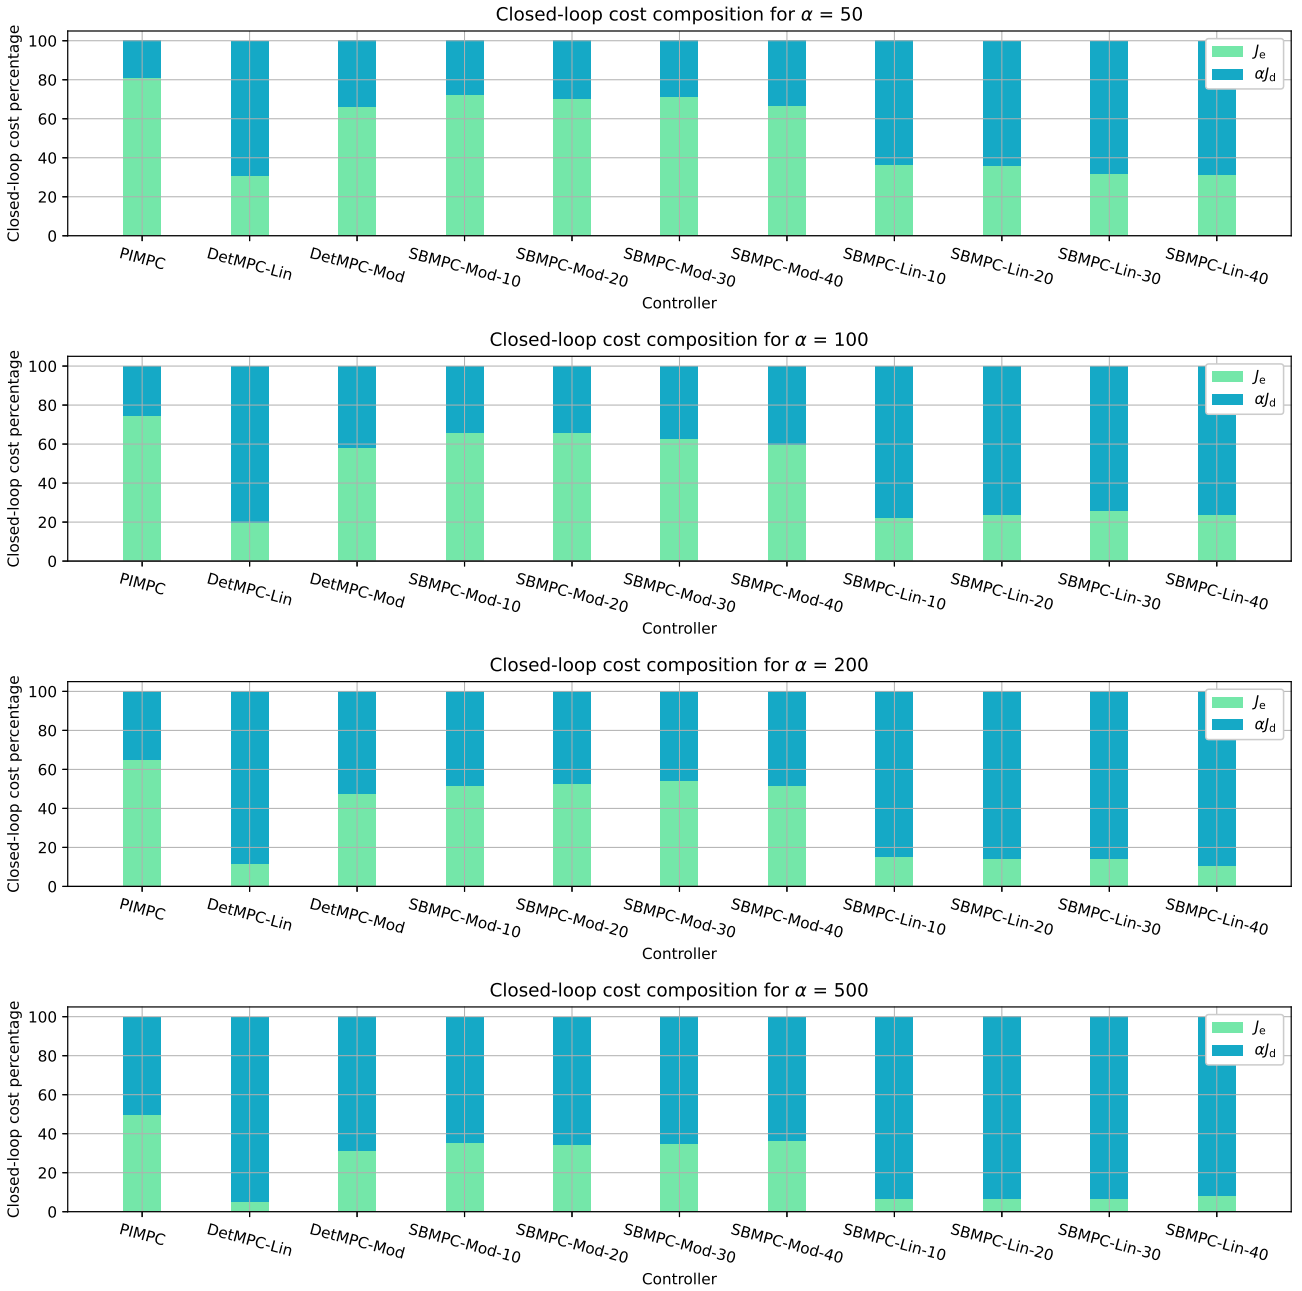 Closed-loop cost composition for α = 50
Closed-loop cost percentage
100
80
60
40
20
0
Jₑ
αJd
PIMPC DetMPC-Lin DetMPC-Mod SBMPC-Mod-10 SBMPC-Mod-20 SBMPC-Mod-30 SBMPC-Mod-40 SBMPC-Lin-10 SBMPC-Lin-20 SBMPC-Lin-30 SBMPC-Lin-40
Controller
Closed-loop cost composition for α = 100
Closed-loop cost percentage
100
80
60
40
20
0
Jₑ
αJd
PIMPC DetMPC-Lin DetMPC-Mod SBMPC-Mod-10 SBMPC-Mod-20 SBMPC-Mod-30 SBMPC-Mod-40 SBMPC-Lin-10 SBMPC-Lin-20 SBMPC-Lin-30 SBMPC-Lin-40
Controller
Closed-loop cost composition for α = 200
Closed-loop cost percentage
100
80
60
40
20
0
Jₑ
αJd
PIMPC DetMPC-Lin DetMPC-Mod SBMPC-Mod-10 SBMPC-Mod-20 SBMPC-Mod-30 SBMPC-Mod-40 SBMPC-Lin-10 SBMPC-Lin-20 SBMPC-Lin-30 SBMPC-Lin-40
Controller
Closed-loop cost composition for α = 500
Closed-loop cost percentage
100
80
60
40
20
0
Jₑ
αJd
PIMPC DetMPC-Lin DetMPC-Mod SBMPC-Mod-10 SBMPC-Mod-20 SBMPC-Mod-30 SBMPC-Mod-40 SBMPC-Lin-10 SBMPC-Lin-20 SBMPC-Lin-30 SBMPC-Lin-40
Controller